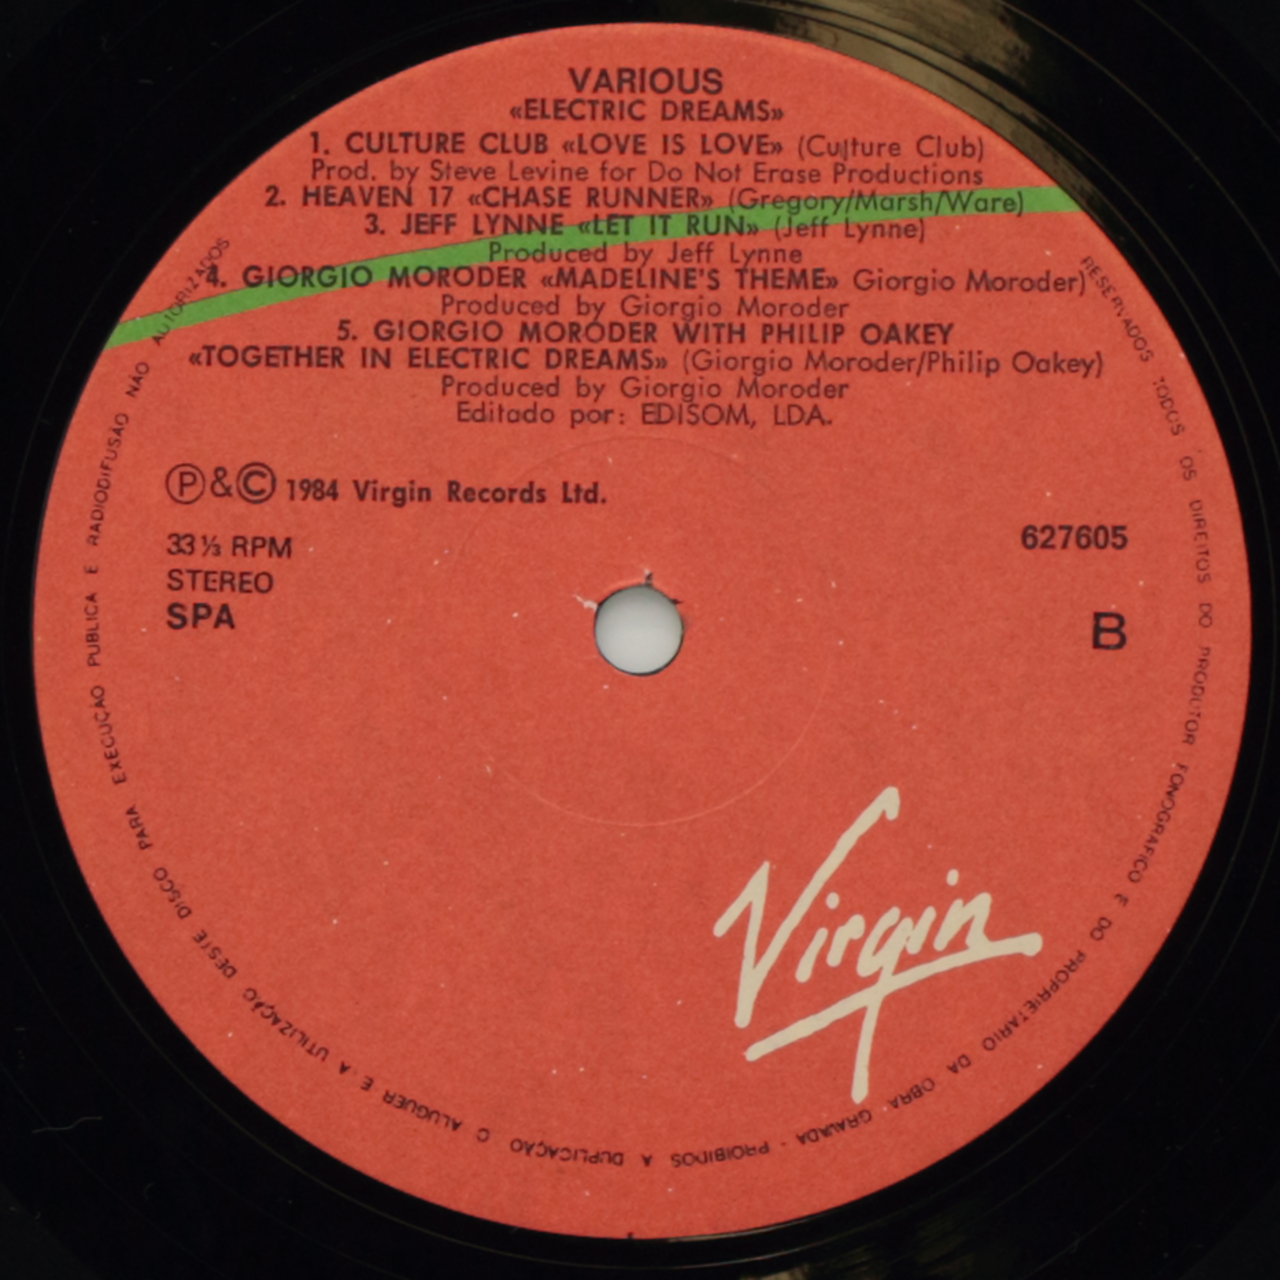 VARIOUS
«ELECTRIC DREAMS»
1. CULTURE CLUB «LOVE IS LOVE» (Culture Club)
Prod. by Steve Levine for Do Not Erase Productions
2. HEAVEN 17 «CHASE RUNNER» (Gregory/Marsh/Ware)
3. JEFF LYNNE «LET IT RUN» (Jeff Lynne)
Produced by Jeff Lynne
4. GIORGIO MORODER «MADELINE'S THEME» Giorgio Moroder)
Produced by Giorgio Moroder
5. GIORGIO MORODER WITH PHILIP OAKEY
«TOGETHER IN ELECTRIC DREAMS» (Giorgio Moroder/Philip Oakey)
Produced by Giorgio Moroder
Editado por: EDISOM, LDA.
Ⓟ&© 1984 Virgin Records Ltd.
33⅓ RPM
STEREO
SPA
627605
B
Virgin
RESERVADOS TODOS OS DIREITOS DO PRODUTOR FONOGRAFICO E DO PROPRIETARIO DA OBRA GRAVADA - PROIBIDOS A DUPLICAÇÃO O ALUGUER E A UTILIZAÇÃO DESTE DISCO PARA EXECUÇAO PUBLICA E RADIODIFUSAO NÃO AUTORIZADOS